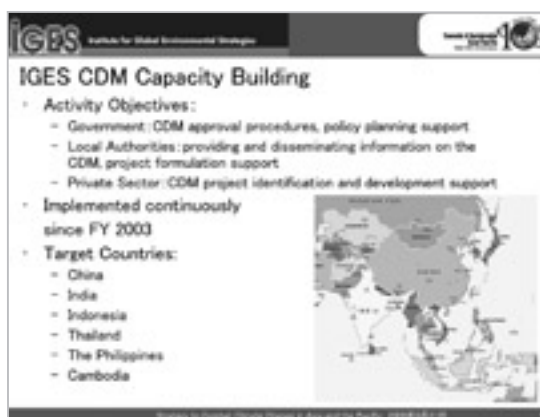 iGES Institute for Global Environmental Strategies
IGES CDM Capacity Building
· Activity Objectives:
– Government:CDM approval procedures, policy planning support
– Local Authorities:providing and disseminating information on the
CDM, project formulation support
– Private Sector:CDM project identification and development support
· Implemented continuously
since FY 2003
· Target Countries:
– China
– India
– Indonesia
– Thailand
– The Philippines
– Cambodia